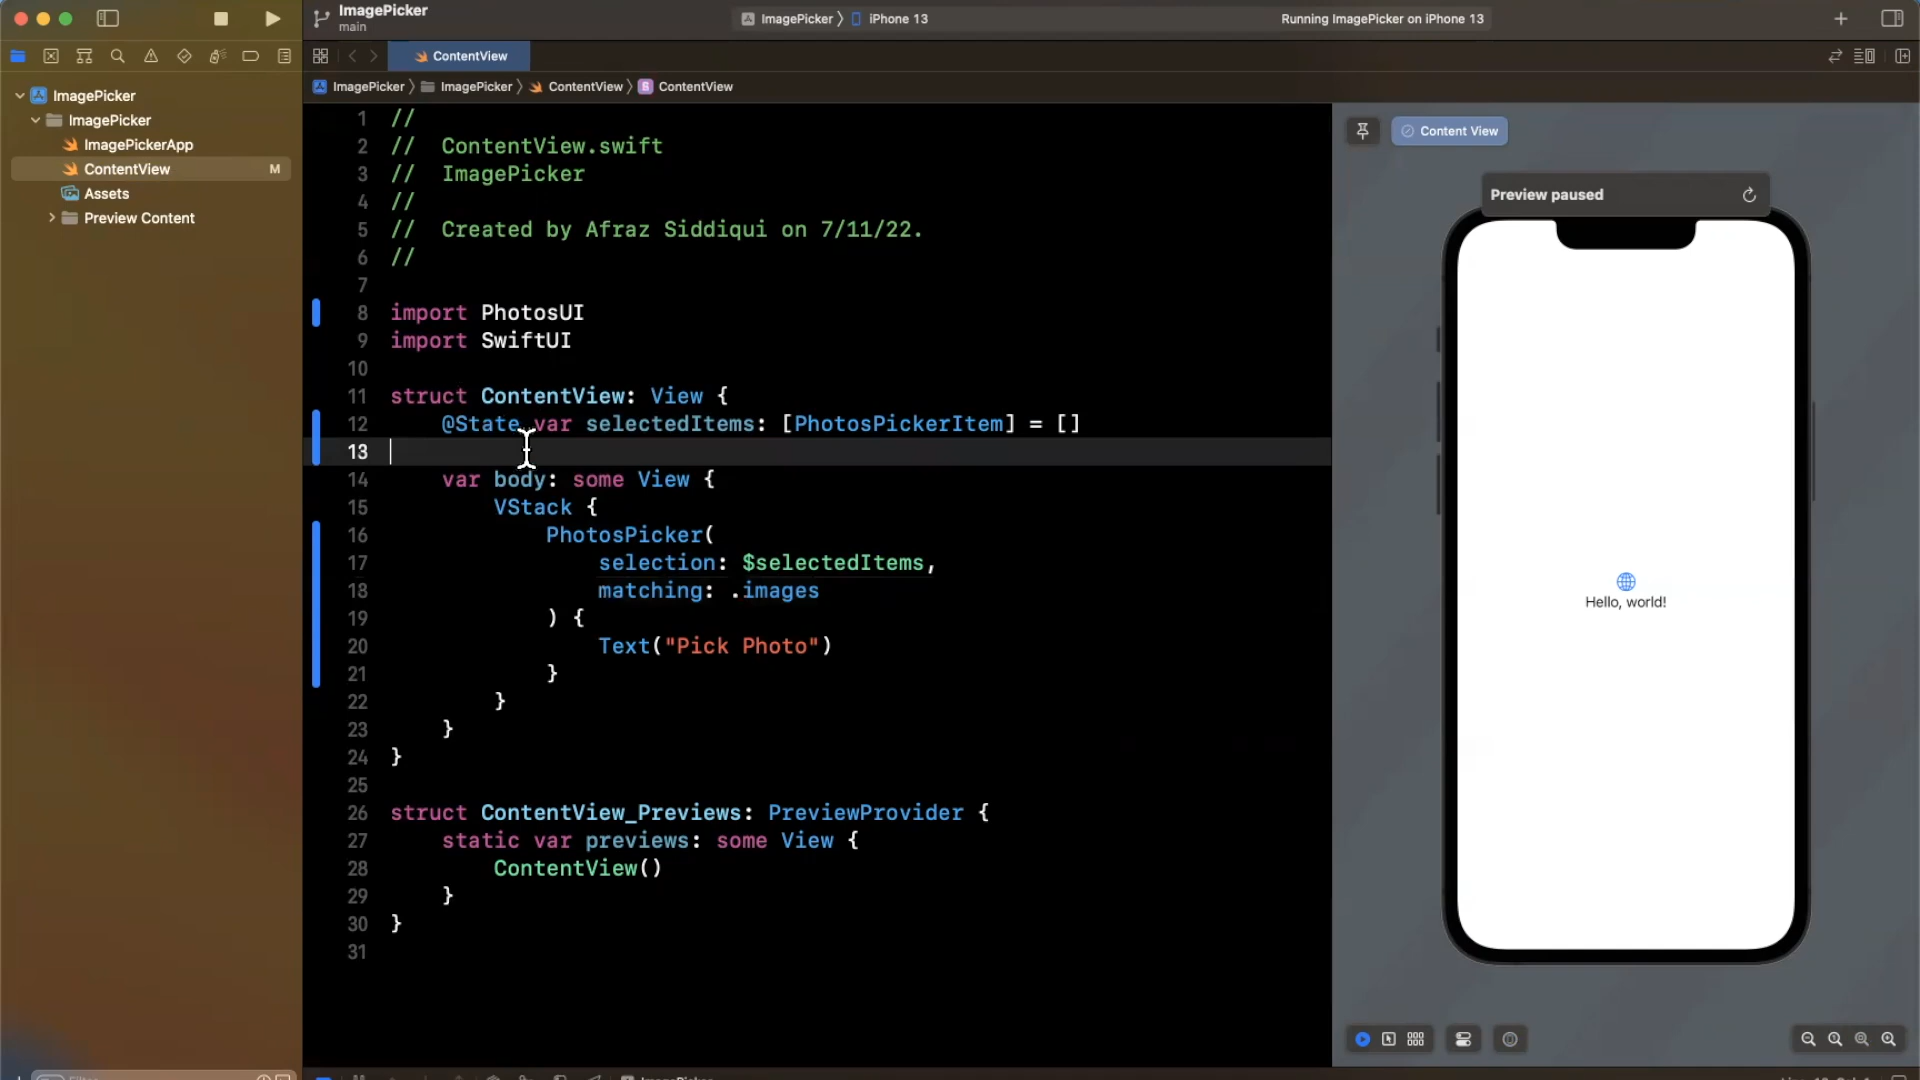 ImagePicker
main
ImagePicker 〉 iPhone 13
Running ImagePicker on iPhone 13
ContentView
ImagePicker 〉 ImagePicker 〉 ContentView 〉 S ContentView
ImagePicker
ImagePicker
ImagePickerApp
ContentView M
Assets
Preview Content
1 //
2 //  ContentView.swift
3 //  ImagePicker
4 //
5 //  Created by Afraz Siddiqui on 7/11/22.
6 //
7
8 import PhotosUI
9 import SwiftUI
10
11 struct ContentView: View {
12     @State var selectedItems: [PhotosPickerItem] = []
13
14     var body: some View {
15         VStack {
16             PhotosPicker(
17                 selection: $selectedItems,
18                 matching: .images
19             ) {
20                 Text("Pick Photo")
21             }
22         }
23     }
24 }
25
26 struct ContentView_Previews: PreviewProvider {
27     static var previews: some View {
28         ContentView()
29     }
30 }
31
Content View
Preview paused
Hello, world!